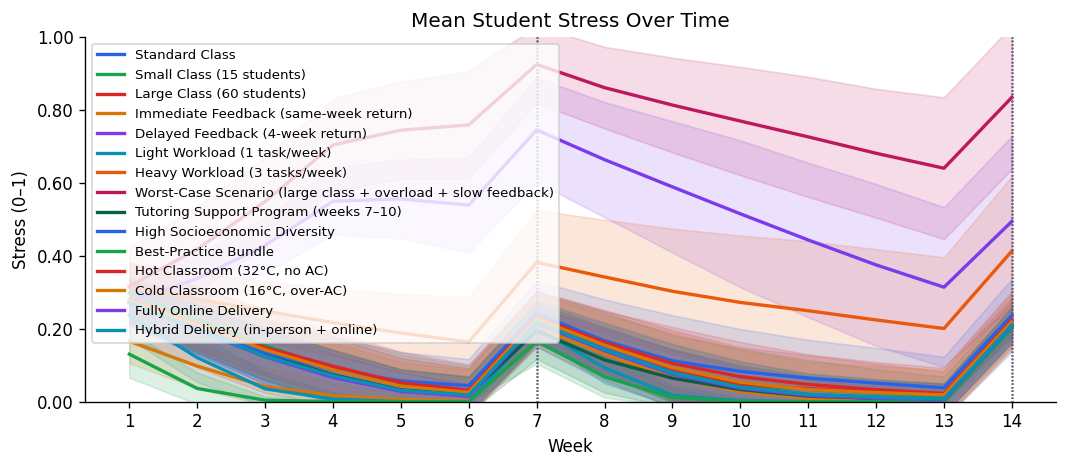 Mean Student Stress Over Time
Stress (0–1)
1.00
0.80
0.60
0.40
0.20
0.00
Standard Class
Small Class (15 students)
Large Class (60 students)
Immediate Feedback (same-week return)
Delayed Feedback (4-week return)
Light Workload (1 task/week)
Heavy Workload (3 tasks/week)
Worst-Case Scenario (large class + overload + slow feedback)
Tutoring Support Program (weeks 7–10)
High Socioeconomic Diversity
Best-Practice Bundle
Hot Classroom (32°C, no AC)
Cold Classroom (16°C, over-AC)
Fully Online Delivery
Hybrid Delivery (in-person + online)
1 2 3 4 5 6 7 8 9 10 11 12 13 14
Week